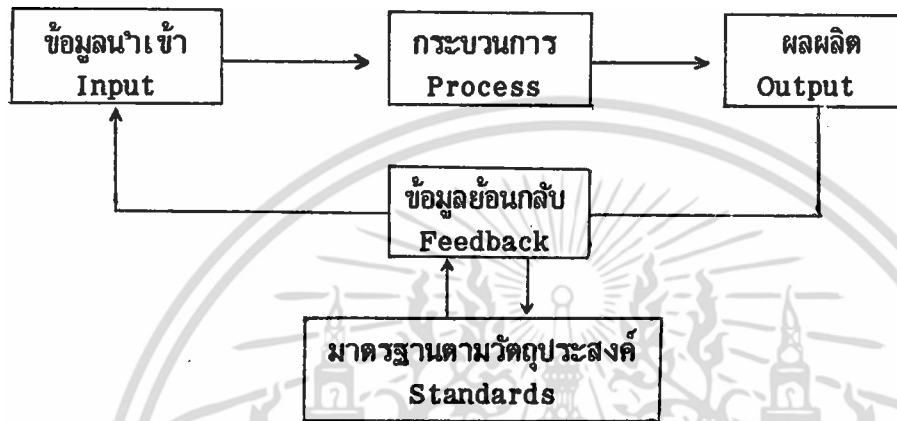 ข้อมูลนำเข้า
Input
กระบวนการ
Process
ผลผลิต
Output
ข้อมูลย้อนกลับ
Feedback
มาตรฐานตามวัตถุประสงค์
Standards